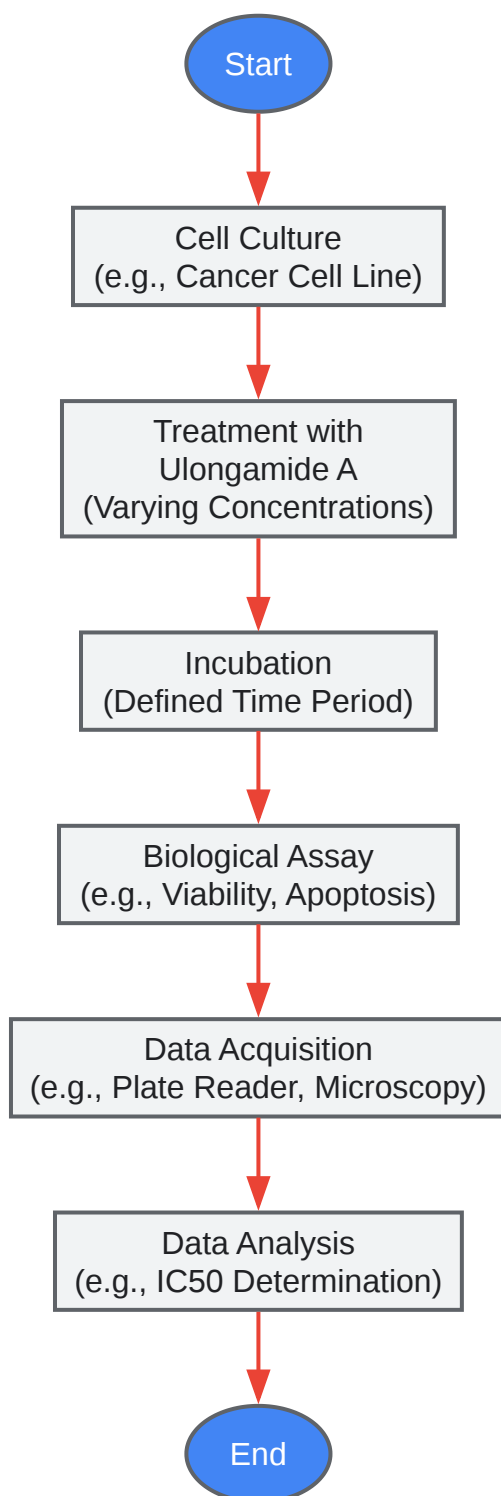 Start
Cell Culture
(e.g., Cancer Cell Line)
Treatment with
Ulongamide A
(Varying Concentrations)
Incubation
(Defined Time Period)
Biological Assay
(e.g., Viability, Apoptosis)
Data Acquisition
(e.g., Plate Reader, Microscopy)
Data Analysis
(e.g., IC50 Determination)
End